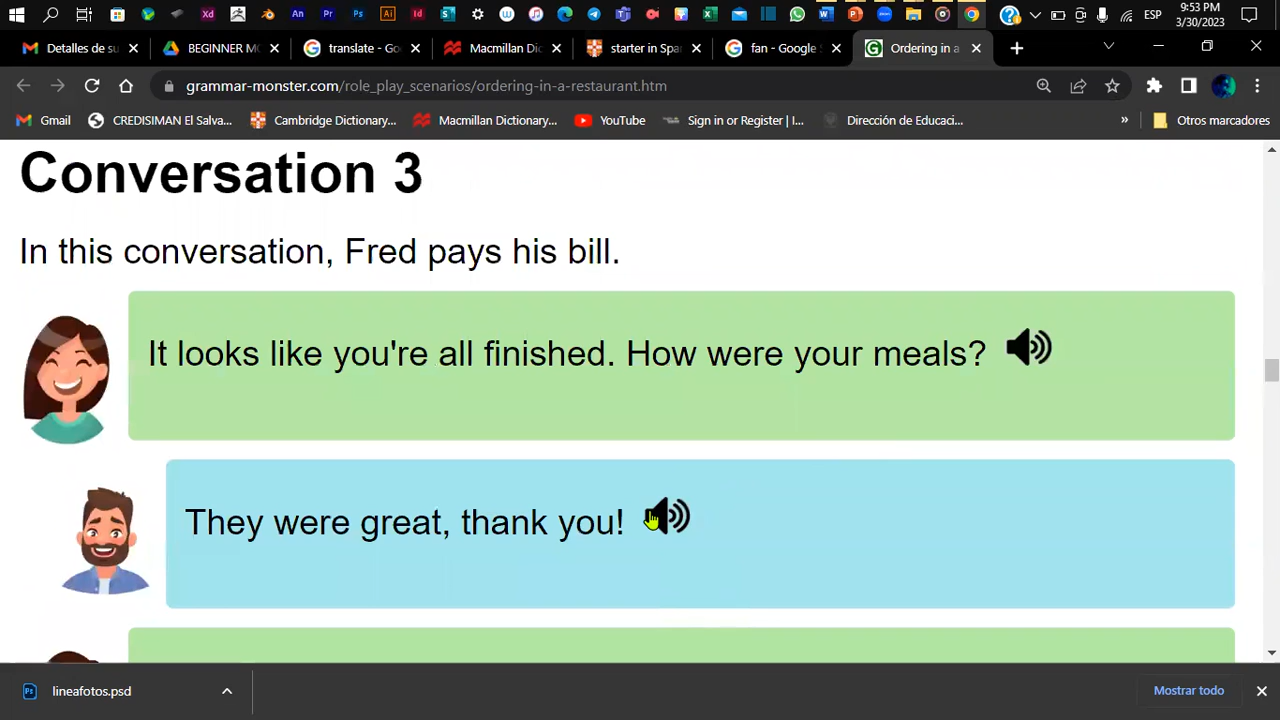 9:53 PM
ESP
3/30/2023
Detalles de su
BEGINNER MO
translate - Goo
Macmillan Dic
starter in Span
fan - Google S
Ordering in a
grammar-monster.com/role_play_scenarios/ordering-in-a-restaurant.htm
Gmail
CREDISIMAN El Salva...
Cambridge Dictionary...
Macmillan Dictionary...
YouTube
Sign in or Register | I...
Dirección de Educaci...
»
Otros marcadores
Conversation 3
In this conversation, Fred pays his bill.
It looks like you're all finished. How were your meals?
They were great, thank you!
lineafotos.psd
Mostrar todo